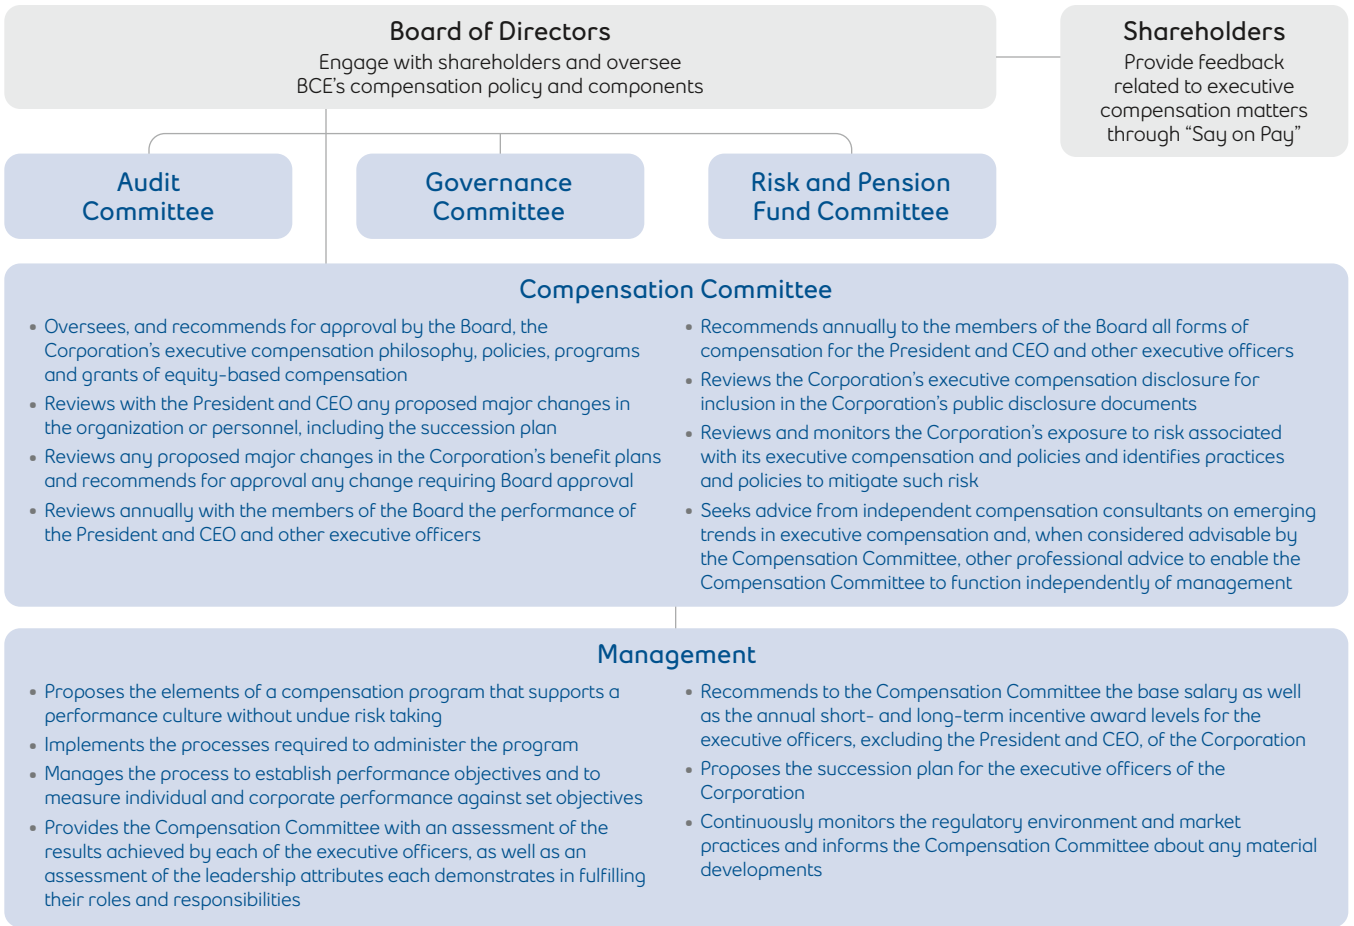 Board of Directors
Engage with shareholders and oversee
BCE’s compensation policy and components
Shareholders
Provide feedback
related to executive
compensation matters
through “Say on Pay”
Audit
Committee
Governance
Committee
Risk and Pension
Fund Committee
Compensation Committee
• Oversees, and recommends for approval by the Board, the
Corporation’s executive compensation philosophy, policies, programs
and grants of equity-based compensation
• Reviews with the President and CEO any proposed major changes in
the organization or personnel, including the succession plan
• Reviews any proposed major changes in the Corporation’s benefit plans
and recommends for approval any change requiring Board approval
• Reviews annually with the members of the Board the performance of
the President and CEO and other executive officers
• Recommends annually to the members of the Board all forms of
compensation for the President and CEO and other executive officers
• Reviews the Corporation’s executive compensation disclosure for
inclusion in the Corporation’s public disclosure documents
• Reviews and monitors the Corporation’s exposure to risk associated
with its executive compensation and policies and identifies practices
and policies to mitigate such risk
• Seeks advice from independent compensation consultants on emerging
trends in executive compensation and, when considered advisable by
the Compensation Committee, other professional advice to enable the
Compensation Committee to function independently of management
Management
• Proposes the elements of a compensation program that supports a
performance culture without undue risk taking
• Implements the processes required to administer the program
• Manages the process to establish performance objectives and to
measure individual and corporate performance against set objectives
• Provides the Compensation Committee with an assessment of the
results achieved by each of the executive officers, as well as an
assessment of the leadership attributes each demonstrates in fulfilling
their roles and responsibilities
• Recommends to the Compensation Committee the base salary as well
as the annual short- and long-term incentive award levels for the
executive officers, excluding the President and CEO, of the Corporation
• Proposes the succession plan for the executive officers of the
Corporation
• Continuously monitors the regulatory environment and market
practices and informs the Compensation Committee about any material
developments